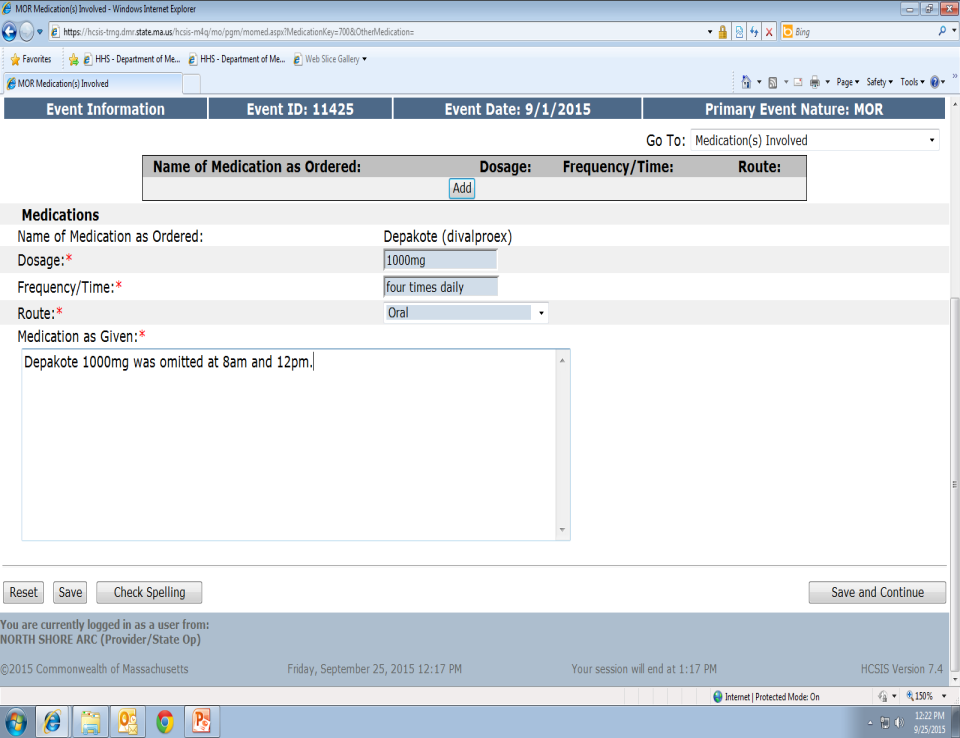 MOR Medication(s) Involved - Windows Internet Explorer
https://hcsis-trng.dmr.state.ma.us/hcsis-m4q/mo/pgm/momed.aspx?MedicationKey=700&OtherMedication=
Bing
Favorites HHS - Department of Me... HHS - Department of Me... Web Slice Gallery
MOR Medication(s) Involved Page Safety Tools »
Event Information Event ID: 11425 Event Date: 9/1/2015 Primary Event Nature: MOR
Go To: Medication(s) Involved
Name of Medication as Ordered: Dosage: Frequency/Time: Route:
Add
Medications
Name of Medication as Ordered: Depakote (divalproex)
Dosage:* 1000mg
Frequency/Time:* four times daily
Route:* Oral
Medication as Given:*
Depakote 1000mg was omitted at 8am and 12pm.
Reset Save Check Spelling Save and Continue
You are currently logged in as a user from:
NORTH SHORE ARC (Provider/State Op)
©2015 Commonwealth of Massachusetts Friday, September 25, 2015 12:17 PM Your session will end at 1:17 PM HCSIS Version 7.4
Internet | Protected Mode: On 150%
12:22 PM
9/25/2015